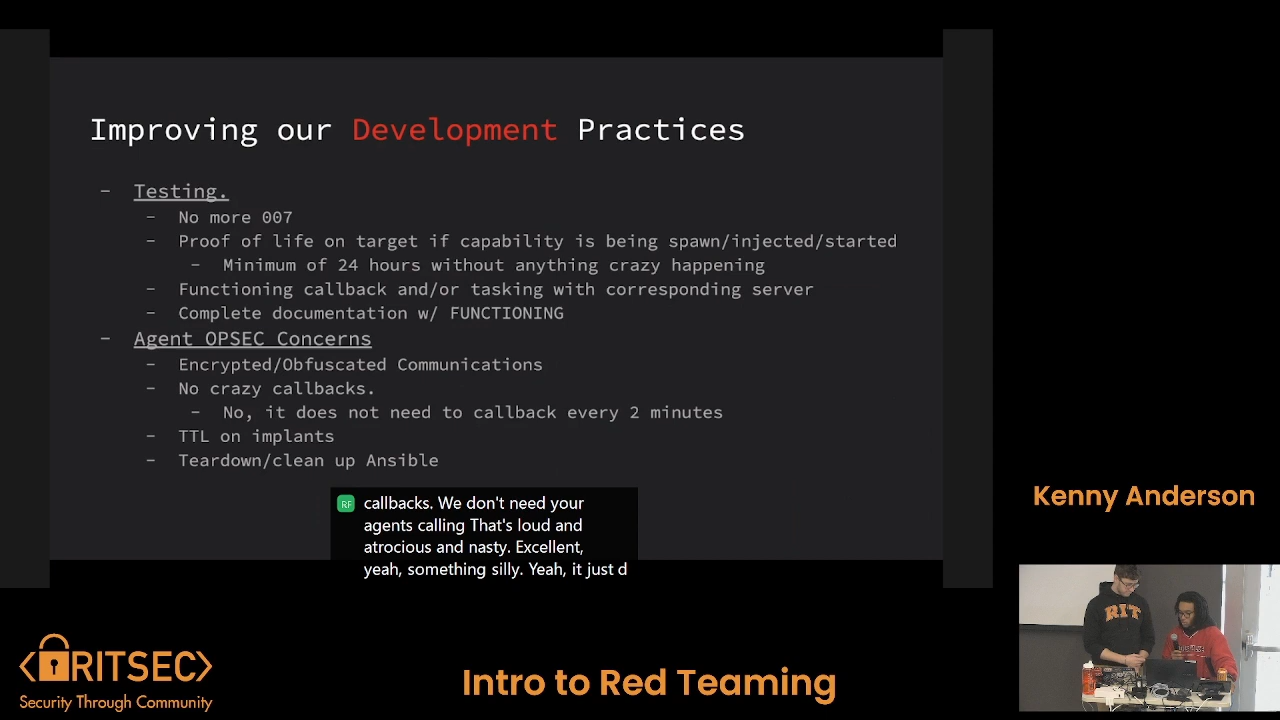 Improving our Development Practices
- Testing.
- No more 007
- Proof of life on target if capability is being spawn/injected/started
- Minimum of 24 hours without anything crazy happening
- Functioning callback and/or tasking with corresponding server
- Complete documentation w/ FUNCTIONING
- Agent OPSEC Concerns
- Encrypted/Obfuscated Communications
- No crazy callbacks.
- No, it does not need to callback every 2 minutes
- TTL on implants
- Teardown/clean up Ansible
RF
callbacks. We don't need your
agents calling That's loud and
atrocious and nasty. Excellent,
yeah, something silly. Yeah, it just d
Kenny Anderson
RIT
RITSEC
Security Through Community
Intro to Red Teaming